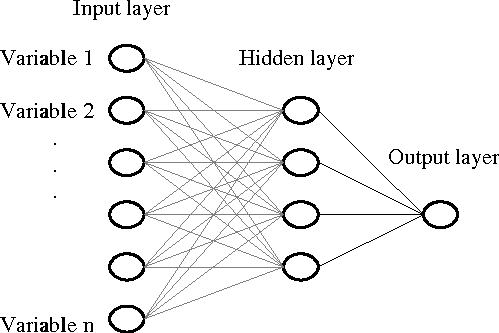 Input layer
Variable 1
Hidden layer
Variable 2
.
.
.
Output layer
Variable n